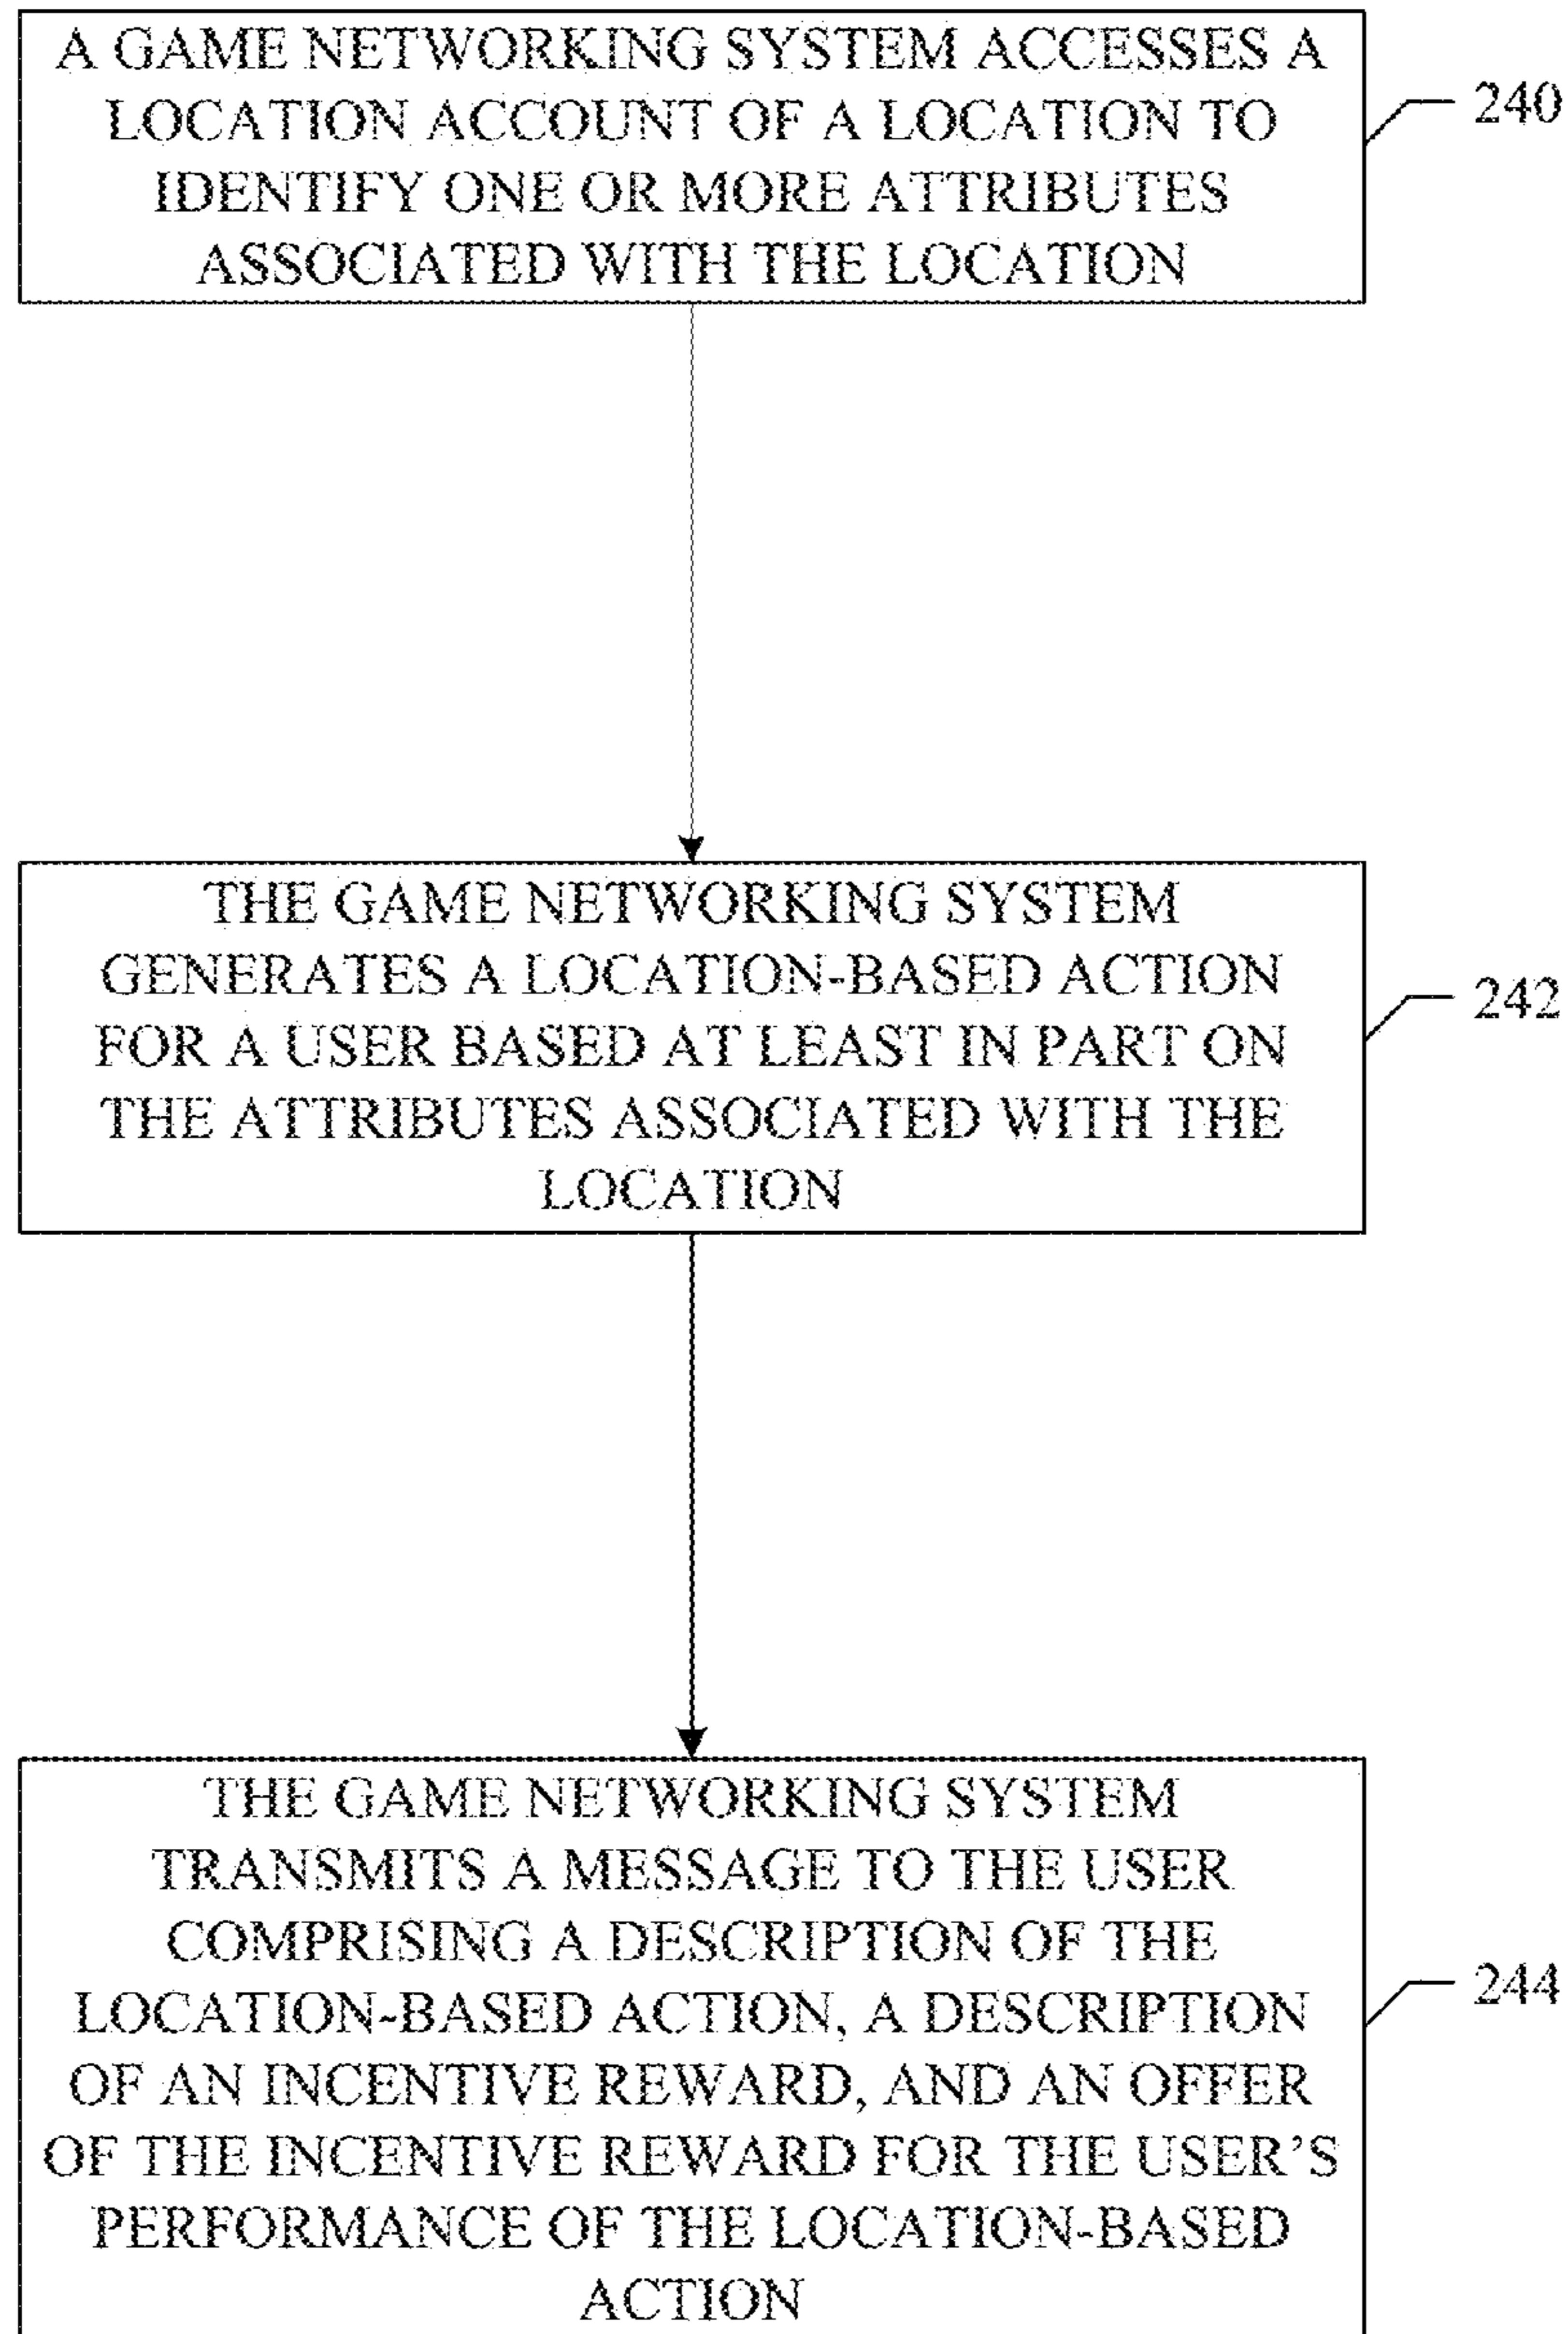 A GAME NETWORKING SYSTEM ACCESSES A
LOCATION ACCOUNT OF A LOCATION TO
IDENTIFY ONE OR MORE ATTRIBUTES
ASSOCIATED WITH THE LOCATION
240
THE GAME NETWORKING SYSTEM
GENERATES A LOCATION-BASED ACTION
FOR A USER BASED AT LEAST IN PART ON
THE ATTRIBUTES ASSOCIATED WITH THE
LOCATION
242
THE GAME NETWORKING SYSTEM
TRANSMITS A MESSAGE TO THE USER
COMPRISING A DESCRIPTION OF THE
LOCATION-BASED ACTION, A DESCRIPTION
OF AN INCENTIVE REWARD, AND AN OFFER
OF THE INCENTIVE REWARD FOR THE USER’S
PERFORMANCE OF THE LOCATION-BASED
ACTION
244